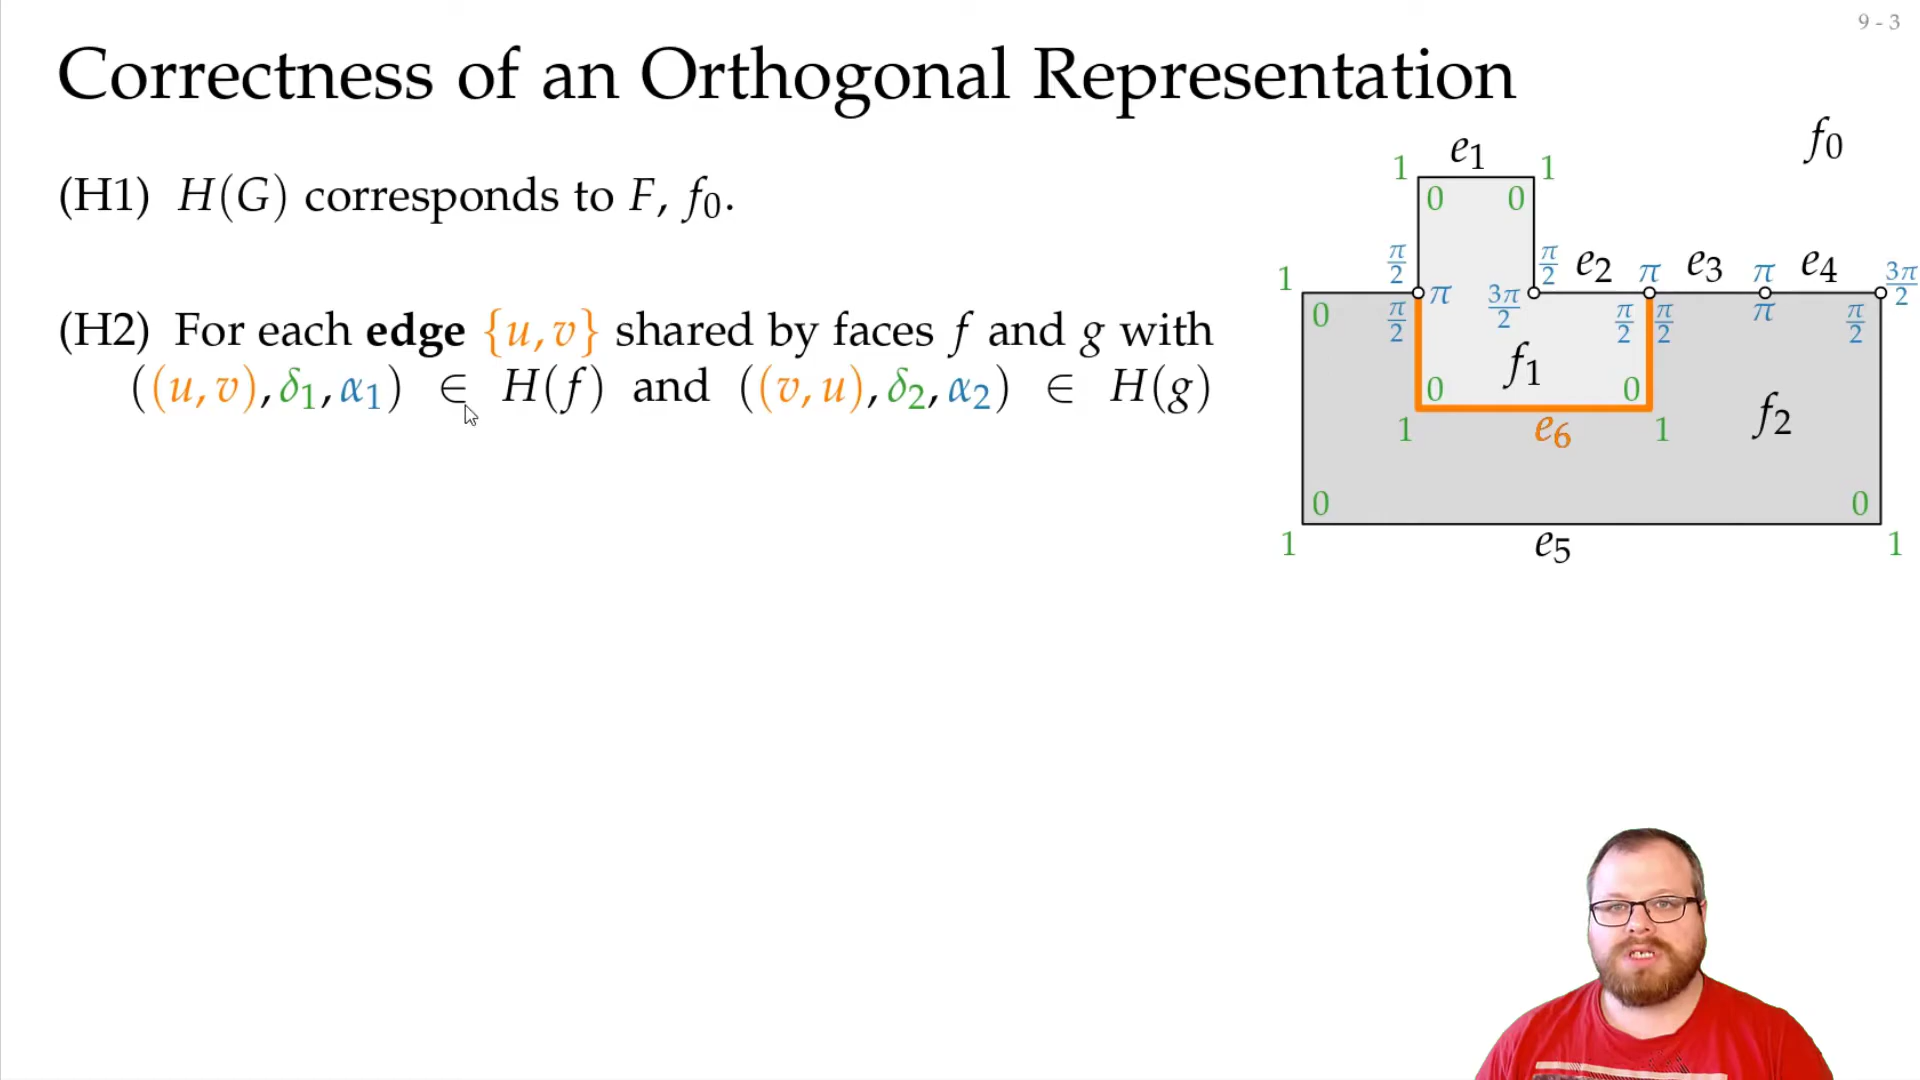 9 - 3
Correctness of an Orthogonal Representation
(H1) H(G) corresponds to F, f₀.
(H2) For each edge {u, v} shared by faces f and g with
((u, v), δ₁, α₁) ∈ H(f) and ((v, u), δ₂, α₂) ∈ H(g)
f₀
1 e₁ 1
0 0
π/2 π/2 e₂ π e₃ π e₄ 3π/2
1
π 3π/2
0 π/2 π/2 π/2 π π/2
f₁
0 0
f₂
1 e₆ 1
0 0
1 e₅ 1